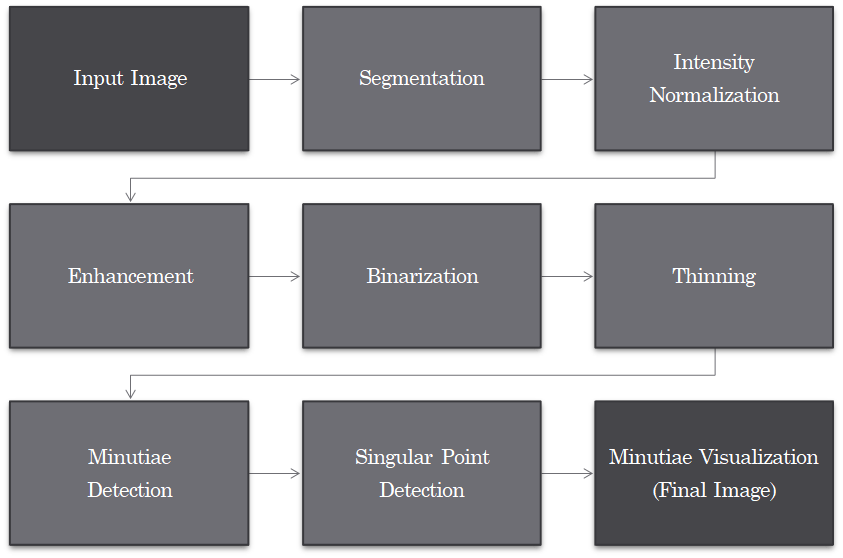 Input Image
Segmentation
Intensity
Normalization
Enhancement
Binarization
Thinning
Minutiae
Detection
Singular Point
Detection
Minutiae Visualization
(Final Image)